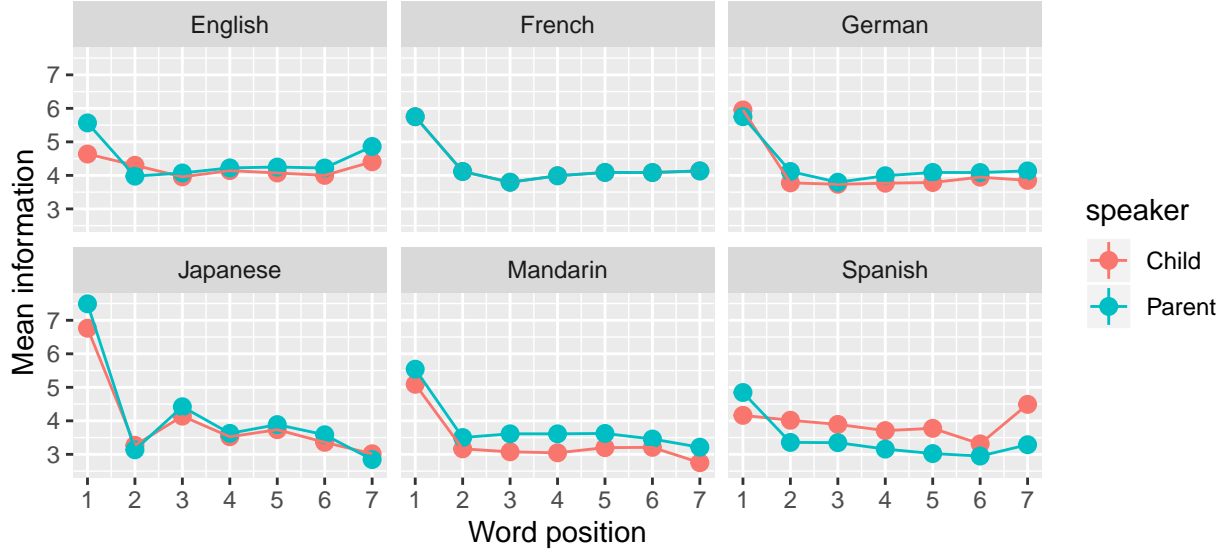 English French German
7
6
5
4
3
Japanese Mandarin Spanish
7
6
5
4
3
1 2 3 4 5 6 7 1 2 3 4 5 6 7 1 2 3 4 5 6 7
Word position
Mean information
speaker
Child
Parent